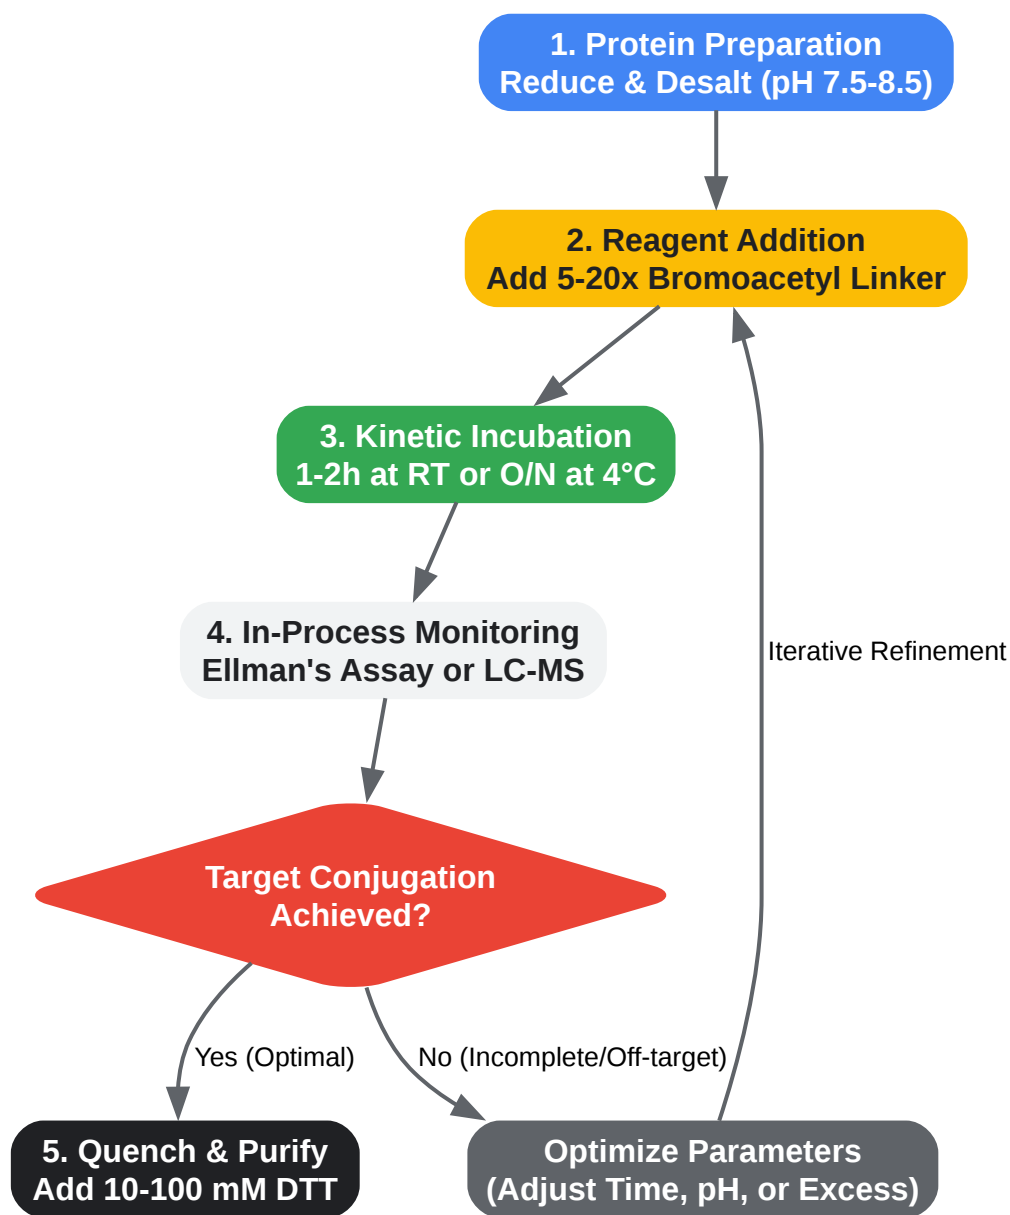 1. Protein Preparation
Reduce & Desalt (pH 7.5-8.5)
2. Reagent Addition
Add 5-20x Bromoacetyl Linker
3. Kinetic Incubation
1-2h at RT or O/N at 4°C
4. In-Process Monitoring
Ellman's Assay or LC-MS
Iterative Refinement
Target Conjugation
Achieved?
Yes (Optimal)
No (Incomplete/Off-target)
5. Quench & Purify
Add 10-100 mM DTT
Optimize Parameters
(Adjust Time, pH, or Excess)